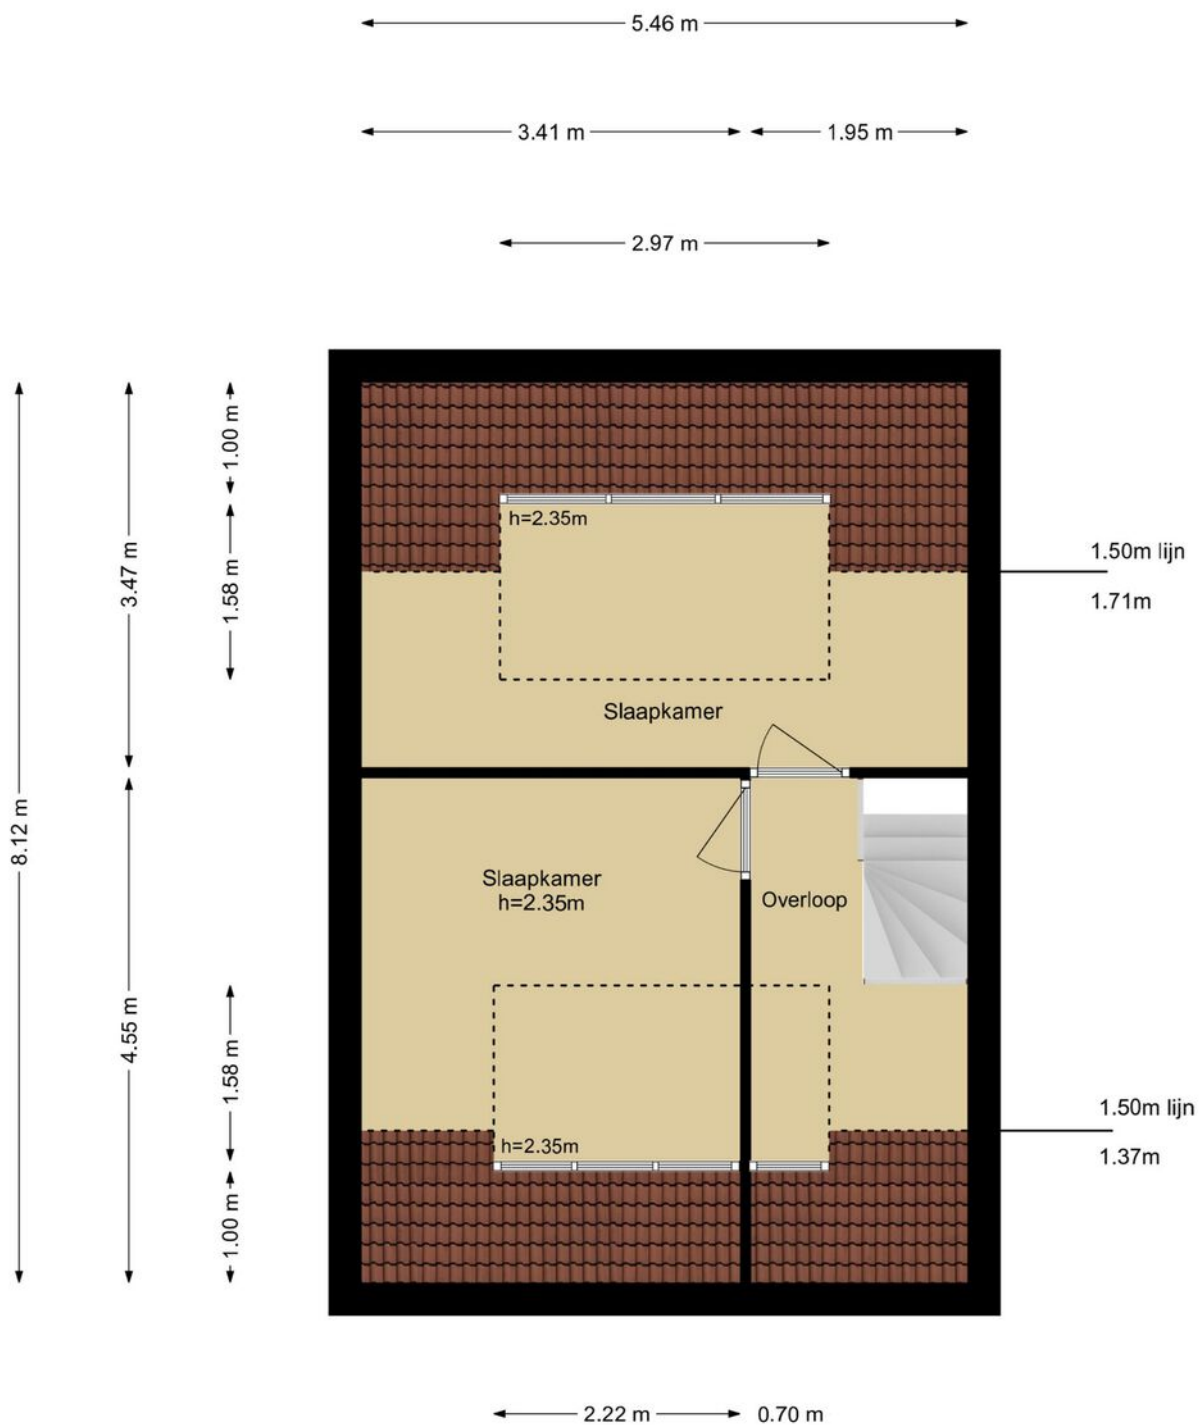 5.46 m
3.41 m
1.95 m
2.97 m
1.00 m
h=2.35m
1.50m lijn
3.47 m
1.58 m
1.71m
Slaapkamer
8.12 m
Slaapkamer
h=2.35m
Overloop
4.55 m
1.58 m
1.50m lijn
h=2.35m
1.37m
1.00 m
2.22 m
0.70 m